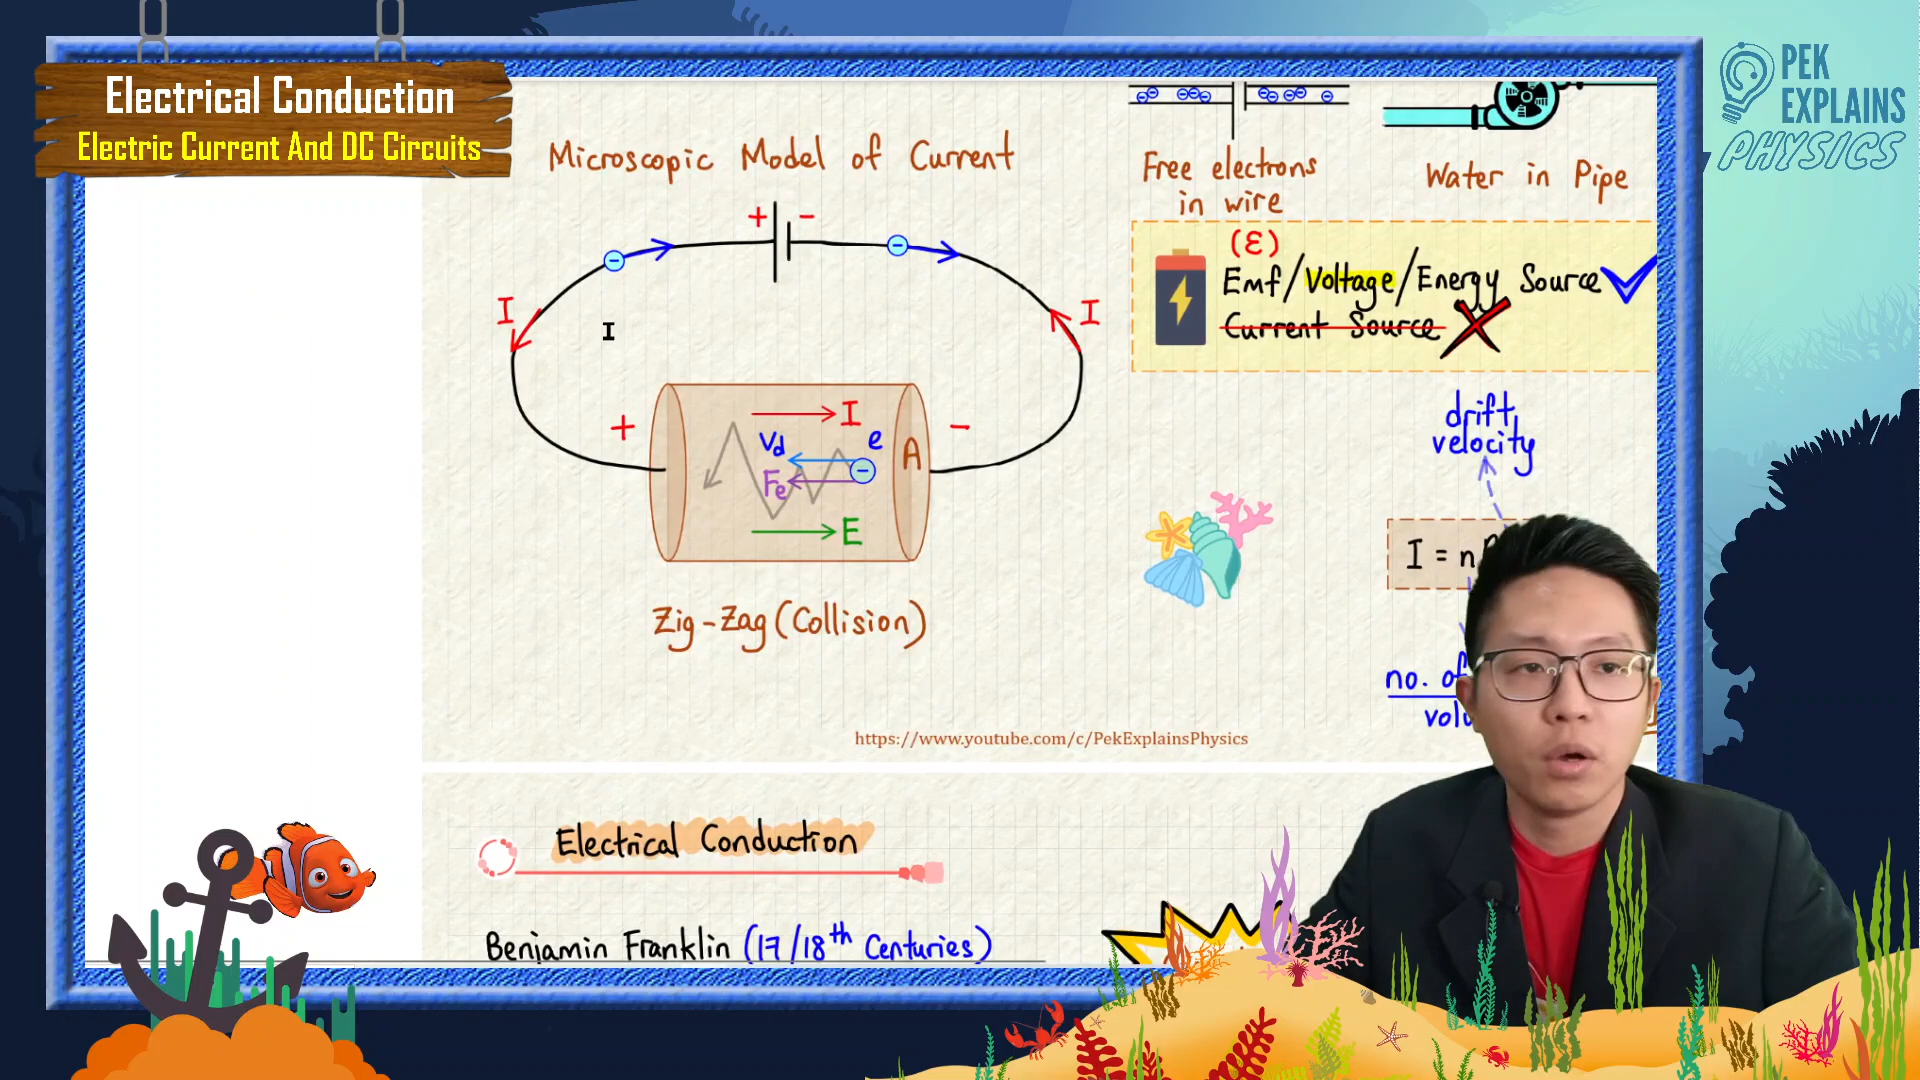 Electrical Conduction
Electric Current And DC Circuits
PEK
EXPLAINS
PHYSICS
Microscopic Model of Current
Free electrons
in wire
Water in Pipe
+ -
(ε)
Emf/Voltage/Energy Source
Current Source
I
I
I
+
I
-
Vd
e
A
Fe
E
drift
velocity
I = n
no. of
Zig-Zag (Collision)
https://www.youtube.com/c/PekExplainsPhysics
Electrical Conduction
Benjamin Franklin (17/18th Centuries)